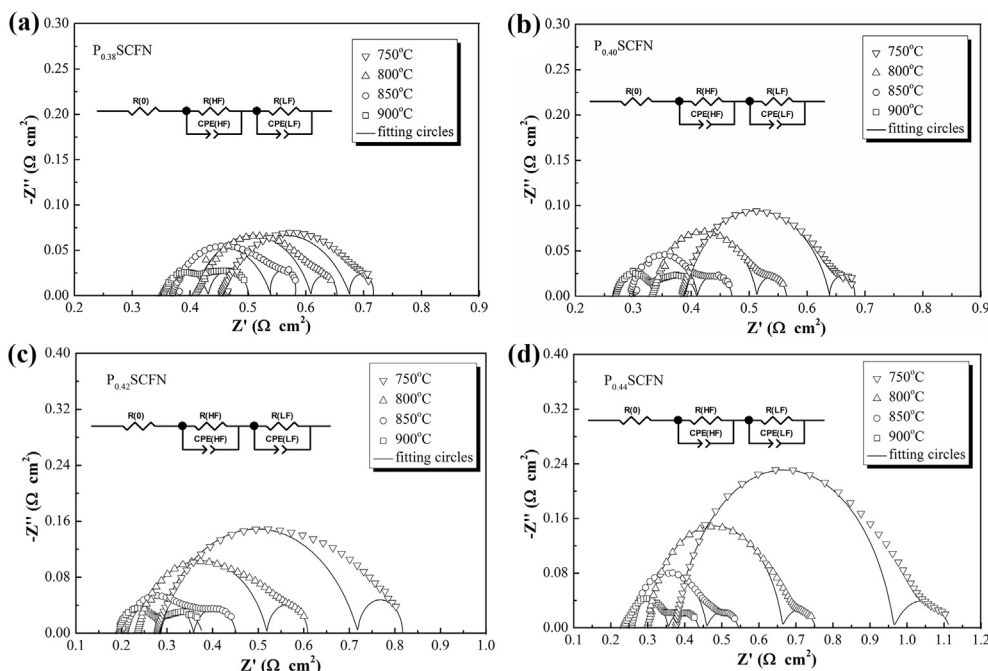 (a)
0.30
0.25
0.20
0.15
0.10
0.05
0.00
-Z'' (Ω cm²)
P₀.₃₈SCFN
R(0) R(HF) R(LF)
CPE(HF) CPE(LF)
750°C
800°C
850°C
900°C
fitting circles
0.2 0.3 0.4 0.5 0.6 0.7 0.8 0.9
Z' (Ω cm²)
(b)
0.30
0.25
0.20
0.15
0.10
0.05
0.00
-Z'' (Ω cm²)
P₀.₄₀SCFN
R(0) R(HF) R(LF)
CPE(HF) CPE(LF)
750°C
800°C
850°C
900°C
fitting circles
0.2 0.3 0.4 0.5 0.6 0.7 0.8 0.9
Z' (Ω cm²)
(c)
0.40
0.32
0.24
0.16
0.08
0.00
-Z'' (Ω cm²)
P₀.₄₂SCFN
R(0) R(HF) R(LF)
CPE(HF) CPE(LF)
750°C
800°C
850°C
900°C
fitting circles
0.1 0.2 0.3 0.4 0.5 0.6 0.7 0.8 0.9 1.0
Z' (Ω cm²)
(d)
0.40
0.32
0.24
0.16
0.08
0.00
-Z'' (Ω cm²)
P₀.₄₄SCFN
R(0) R(HF) R(LF)
CPE(HF) CPE(LF)
750°C
800°C
850°C
900°C
fitting circles
0.1 0.2 0.3 0.4 0.5 0.6 0.7 0.8 0.9 1.0 1.1 1.2
Z' (Ω cm²)